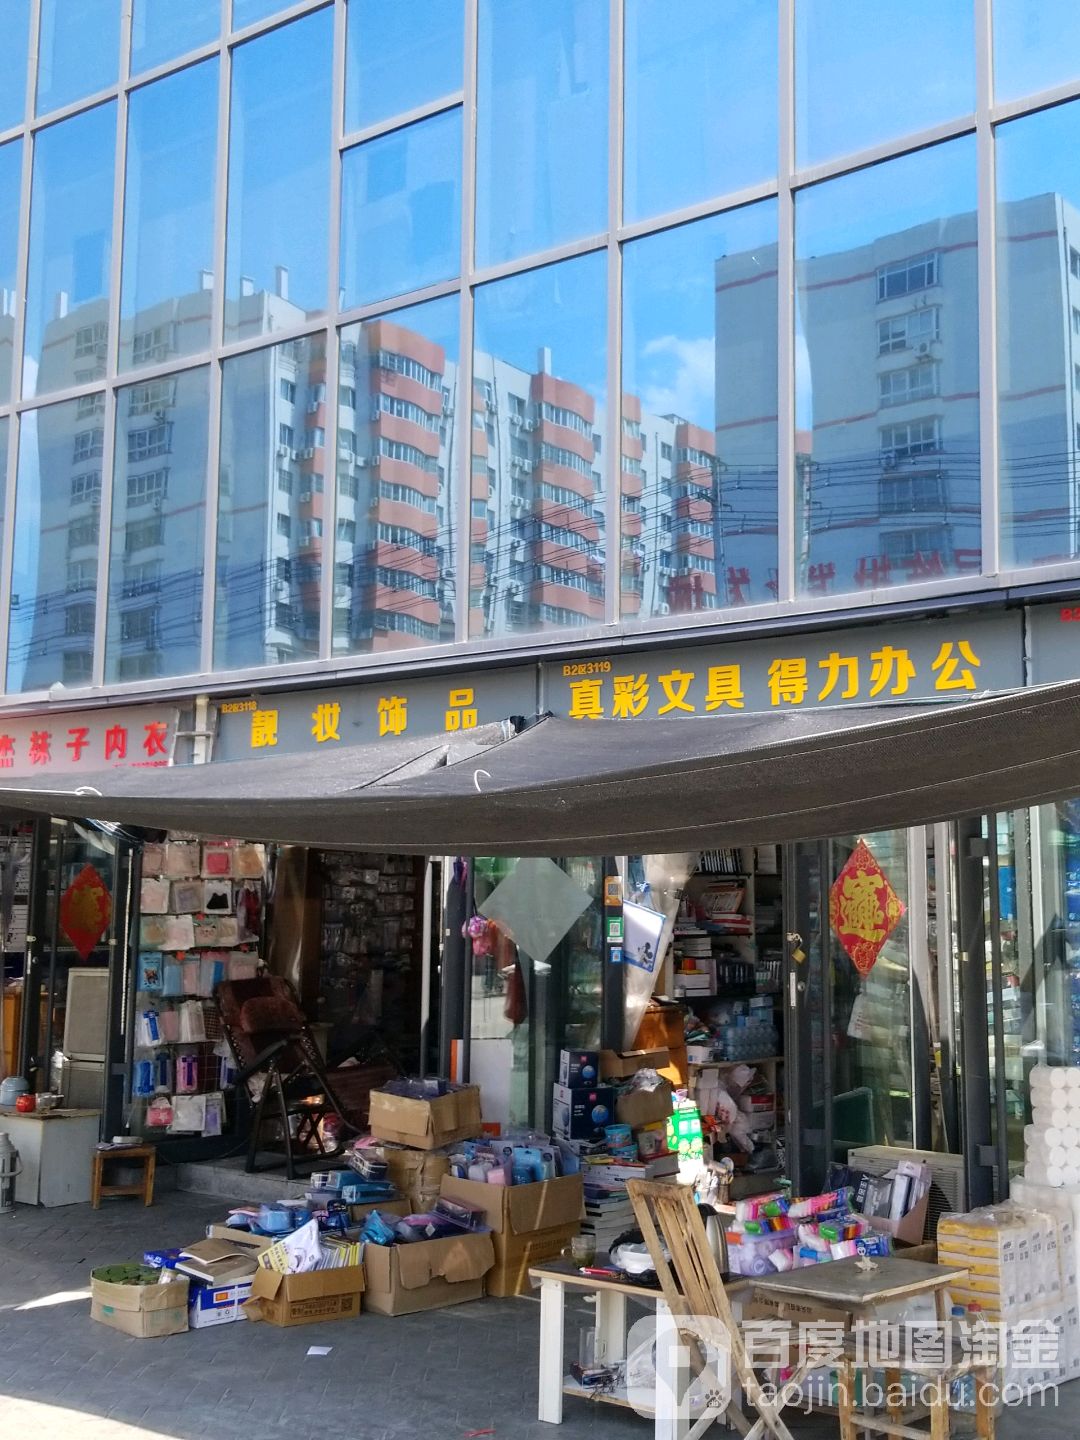 杰袜子内衣
B2区3118
靓妆饰品
B2区3119
真彩文具 得力办公
百度地图淘金
taojin.baidu.com